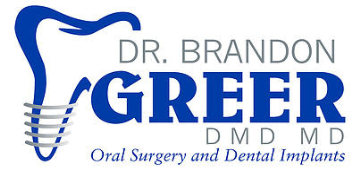 DR. BRANDON
GREER
DMD MD
Oral Surgery and Dental Implants